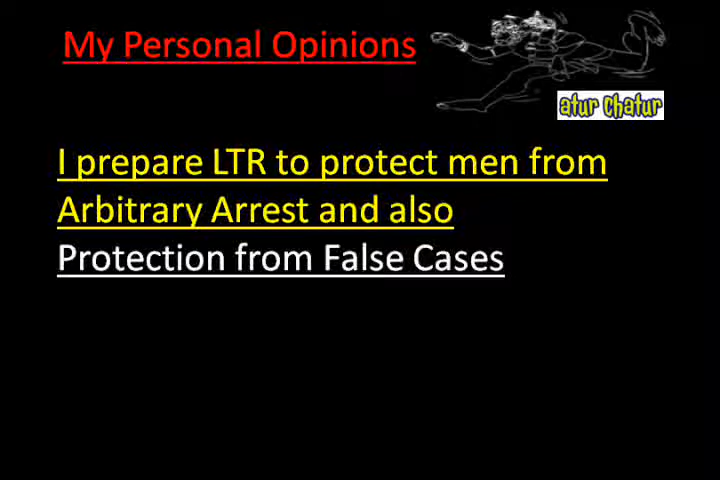 My Personal Opinions
atur chatur
I prepare LTR to protect men from
Arbitrary Arrest and also
Protection from False Cases